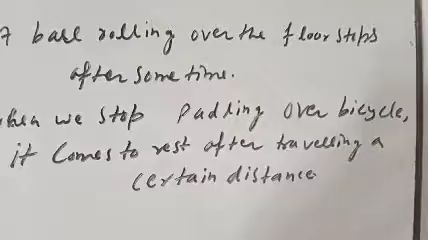 A ball rolling over the floor stops
after some time.
When we stop Padling over bicycle,
it Comes to rest after travelling a
certain distance